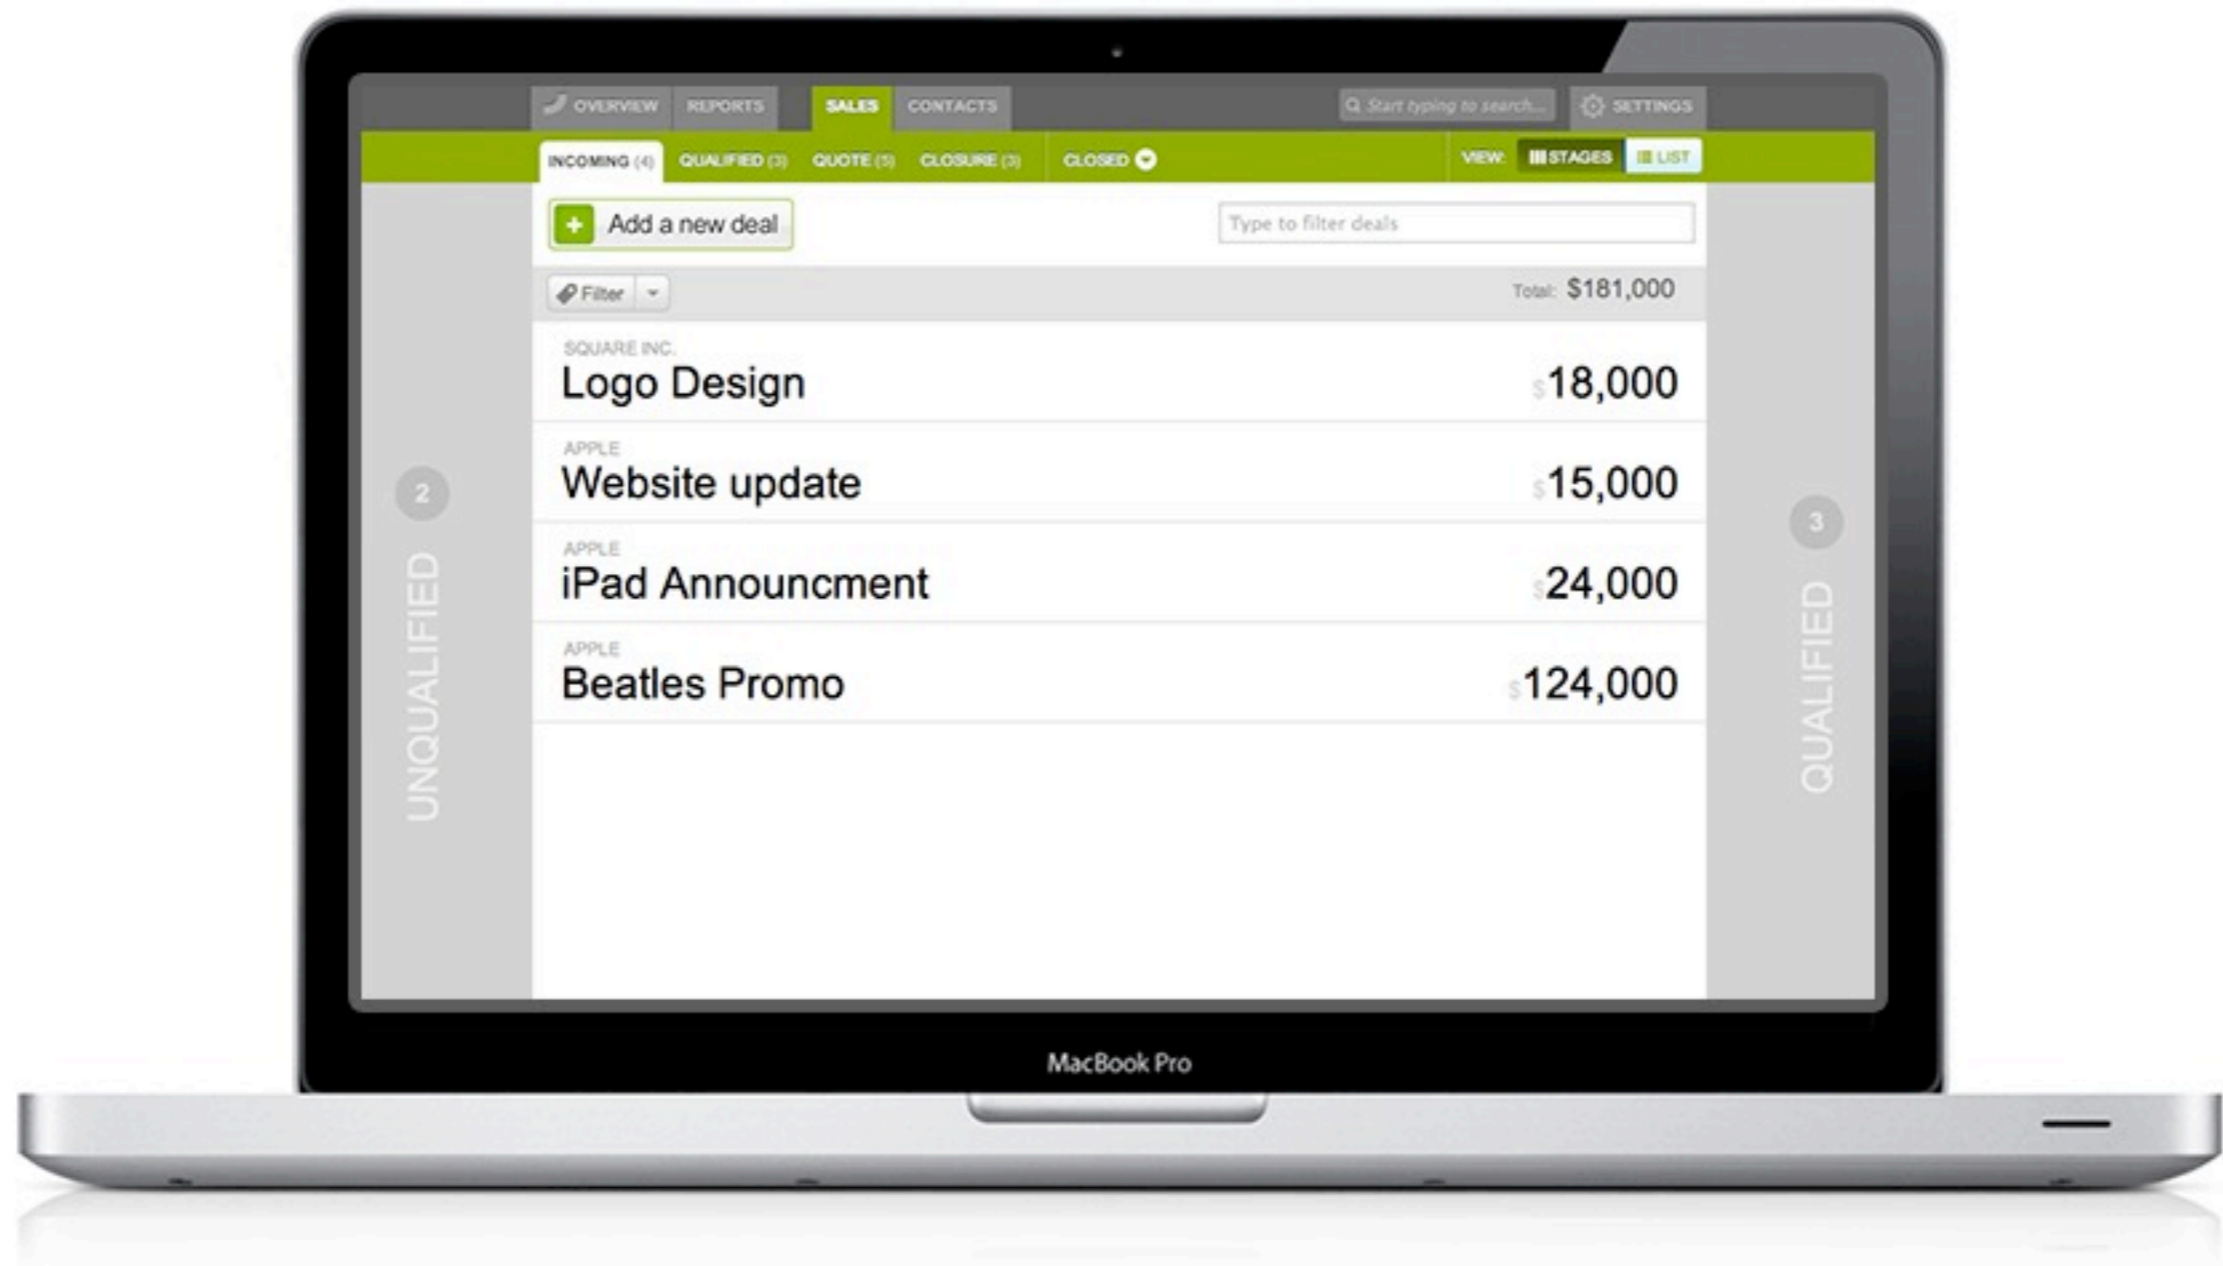 OVERVIEW REPORTS SALES CONTACTS Start typing to search... SETTINGS
INCOMING (4) QUALIFIED (3) QUOTE (5) CLOSURE (3) CLOSED VIEW: STAGES LIST
Add a new deal Type to filter deals
Filter Total: $181,000
SQUARE INC.
Logo Design $18,000
APPLE
Website update $15,000
APPLE
iPad Announcment $24,000
APPLE
Beatles Promo $124,000
2
UNQUALIFIED
3
QUALIFIED
MacBook Pro